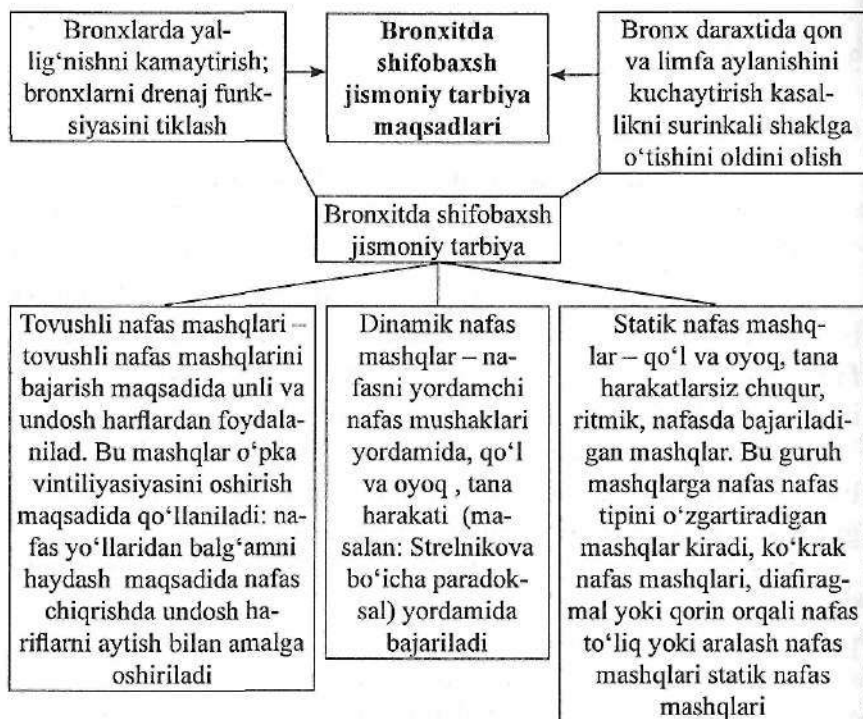 Bronxlarda yal-
lig‘nishni kamaytirish;
bronxlarni drenaj funk-
siyasini tiklash
Bronxitda
shifobaxsh
jismoniy tarbiya
maqsadlari
Bronx daraxtida qon
va limfa aylanishini
kuchaytirish kasal-
likni surinkali shaklga
o‘tishini oldini olish
Bronxitda shifobaxsh
jismoniy tarbiya
Tovushli nafas mashqlari –
tovushli nafas mashqlarini
bajarish maqsadida unli va
undosh harflardan foydala-
nilad. Bu mashqlar o‘pka
vintiliyasiyasini oshirish
maqsadida qo‘llaniladi: na-
fas yo‘llaridan balg‘amni
haydash maqsadida nafas
chiqrishda undosh ha-
riflarni aytish bilan amalga
oshiriladi
Dinamik nafas
mashqlar – na-
fasni yordamchi
nafas mushaklari
yordamida, qo‘l
va oyoq , tana
harakati (ma-
salan: Strelnikova
bo‘icha paradok-
sal) yordamida
bajariladi
Statik nafas mashq-
lar – qo‘l va oyoq, tana
harakatlarsiz chuqur,
ritmik, nafasda bajariladi-
gan mashqlar. Bu guruh
mashqlarga nafas nafas
tipini o‘zgartiradigan
mashqlar kiradi, ko‘krak
nafas mashqlari, diafirag-
mal yoki qorin orqali nafas
to‘liq yoki aralash nafas
mashqlari statik nafas
mashqlari